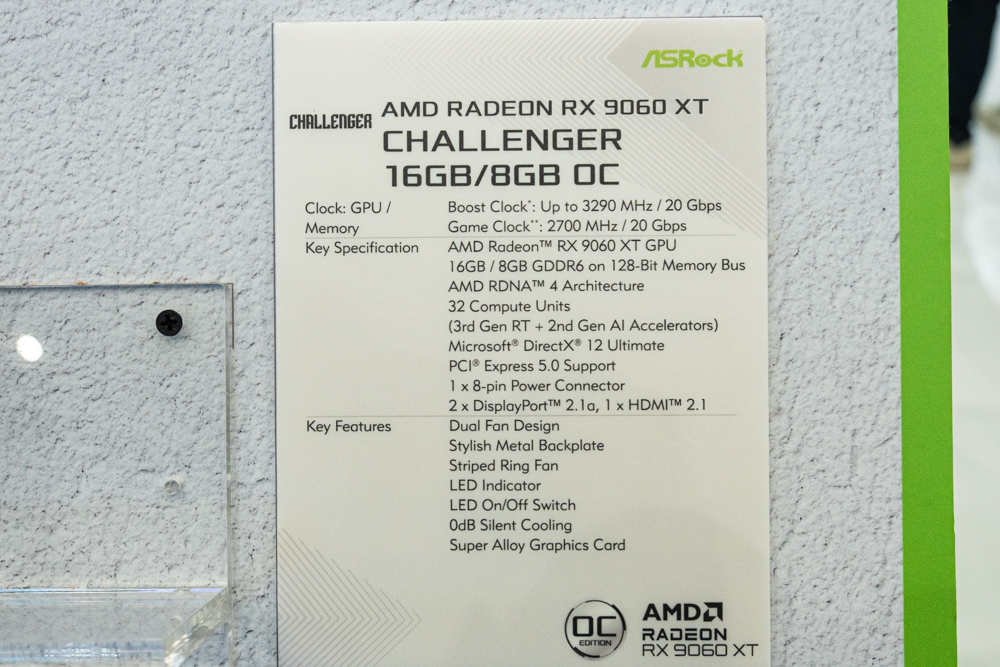 ASRock
CHALLENGER
AMD RADEON RX 9060 XT
CHALLENGER
16GB/8GB OC
Clock: GPU / Memory
Boost Clock*: Up to 3290 MHz / 20 Gbps
Game Clock**: 2700 MHz / 20 Gbps
Key Specification
AMD Radeon™ RX 9060 XT GPU
16GB / 8GB GDDR6 on 128-Bit Memory Bus
AMD RDNA™ 4 Architecture
32 Compute Units
(3rd Gen RT + 2nd Gen AI Accelerators)
Microsoft® DirectX® 12 Ultimate
PCI® Express 5.0 Support
1 x 8-pin Power Connector
2 x DisplayPort™ 2.1a, 1 x HDMI™ 2.1
Key Features
Dual Fan Design
Stylish Metal Backplate
Striped Ring Fan
LED Indicator
LED On/Off Switch
0dB Silent Cooling
Super Alloy Graphics Card
OC
EDITION
AMD
RADEON
RX 9060 XT